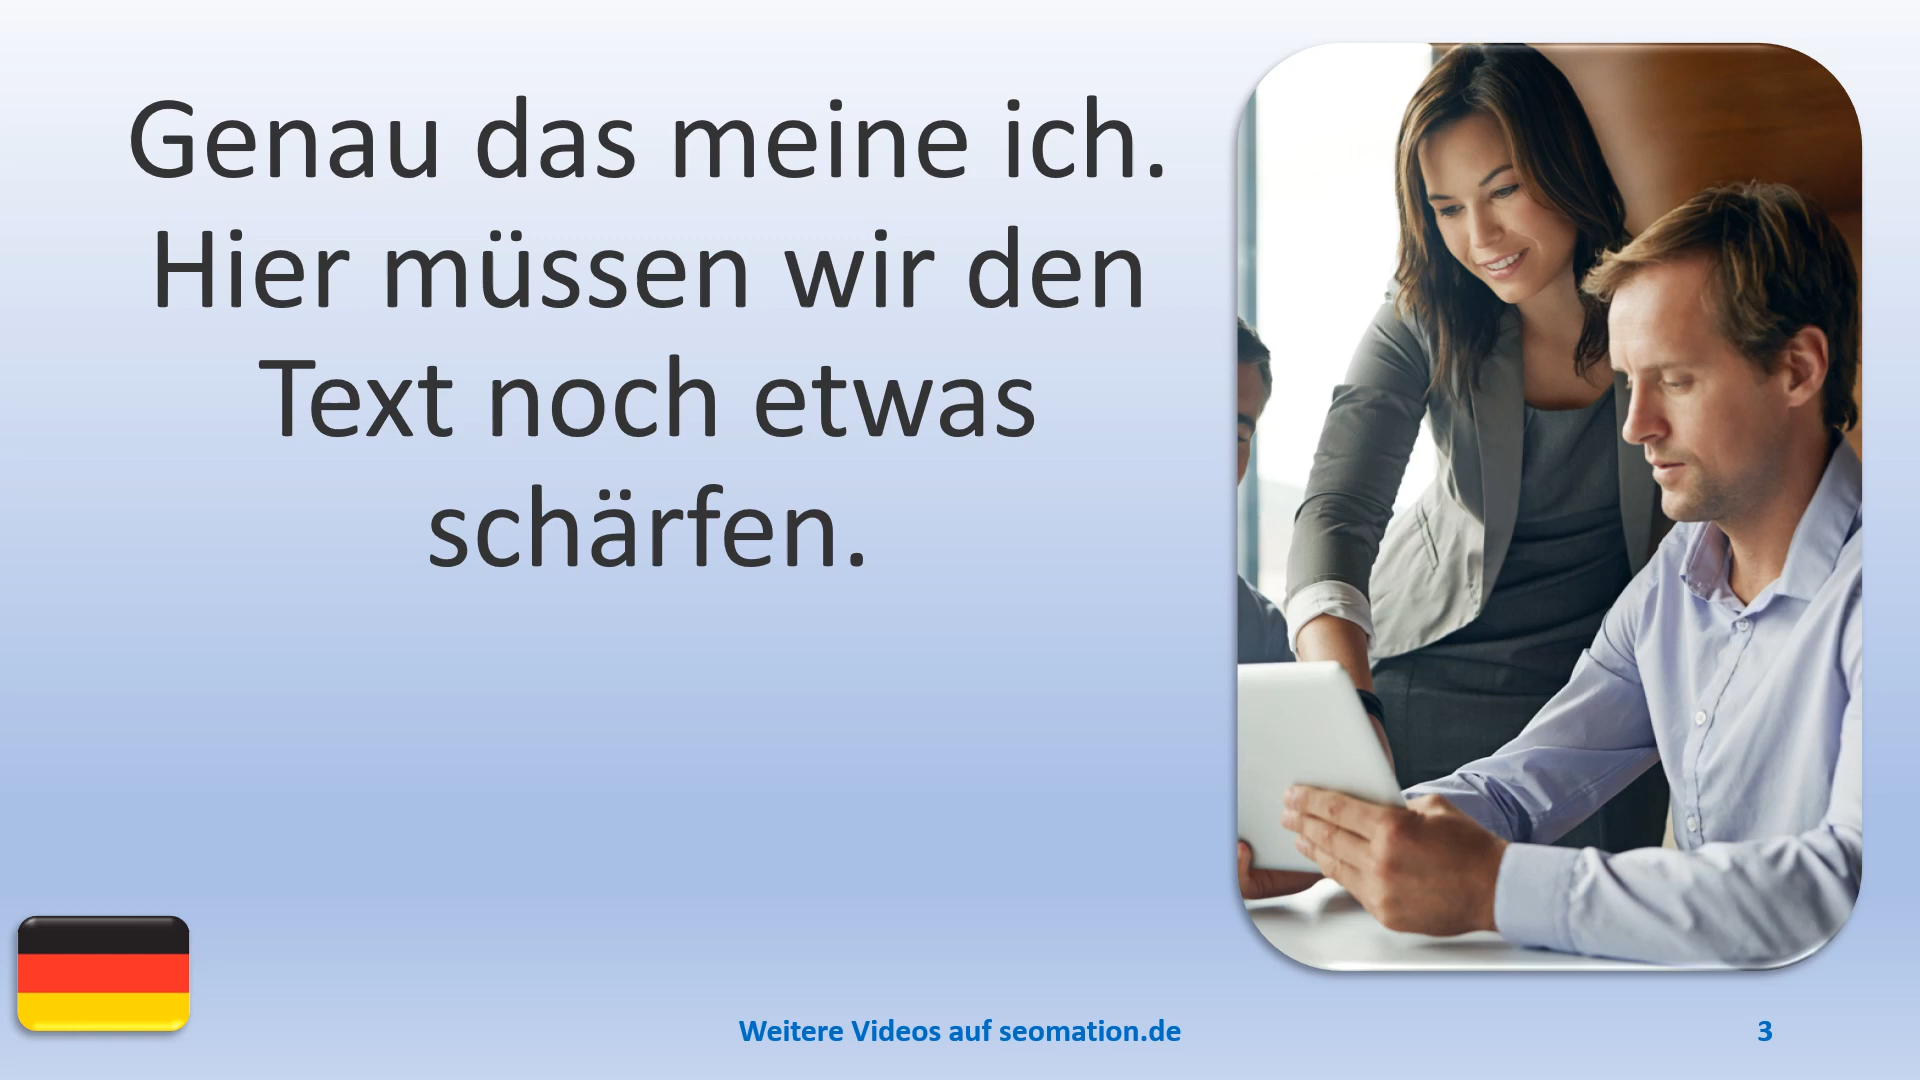 Genau das meine ich.
Hier müssen wir den
Text noch etwas
schärfen.
Weitere Videos auf seomation.de
3